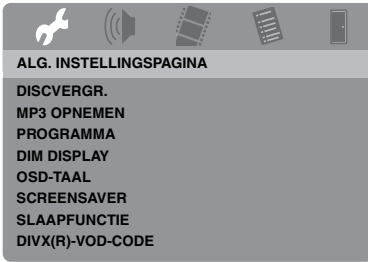 ALG. INSTELLINGSPAGINA
DISCVERGR.
MP3 OPNEMEN
PROGRAMMA
DIM DISPLAY
OSD-TAAL
SCREENSAVER
SLAAPFUNCTIE
DIVX(R)-VOD-CODE